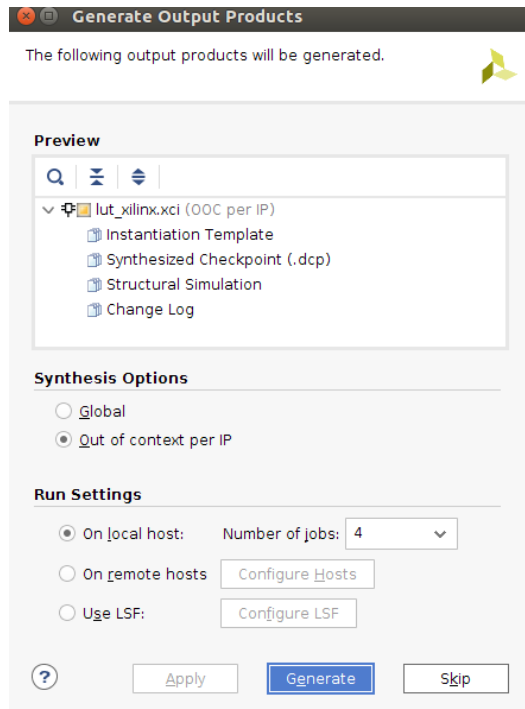 Generate Output Products
The following output products will be generated.
Preview
lut_xilinx.xci (OOC per IP)
Instantiation Template
Synthesized Checkpoint (.dcp)
Structural Simulation
Change Log
Synthesis Options
Global
Out of context per IP
Run Settings
On local host: Number of jobs: 4
On remote hosts Configure Hosts
Use LSF: Configure LSF
? Apply Generate Skip